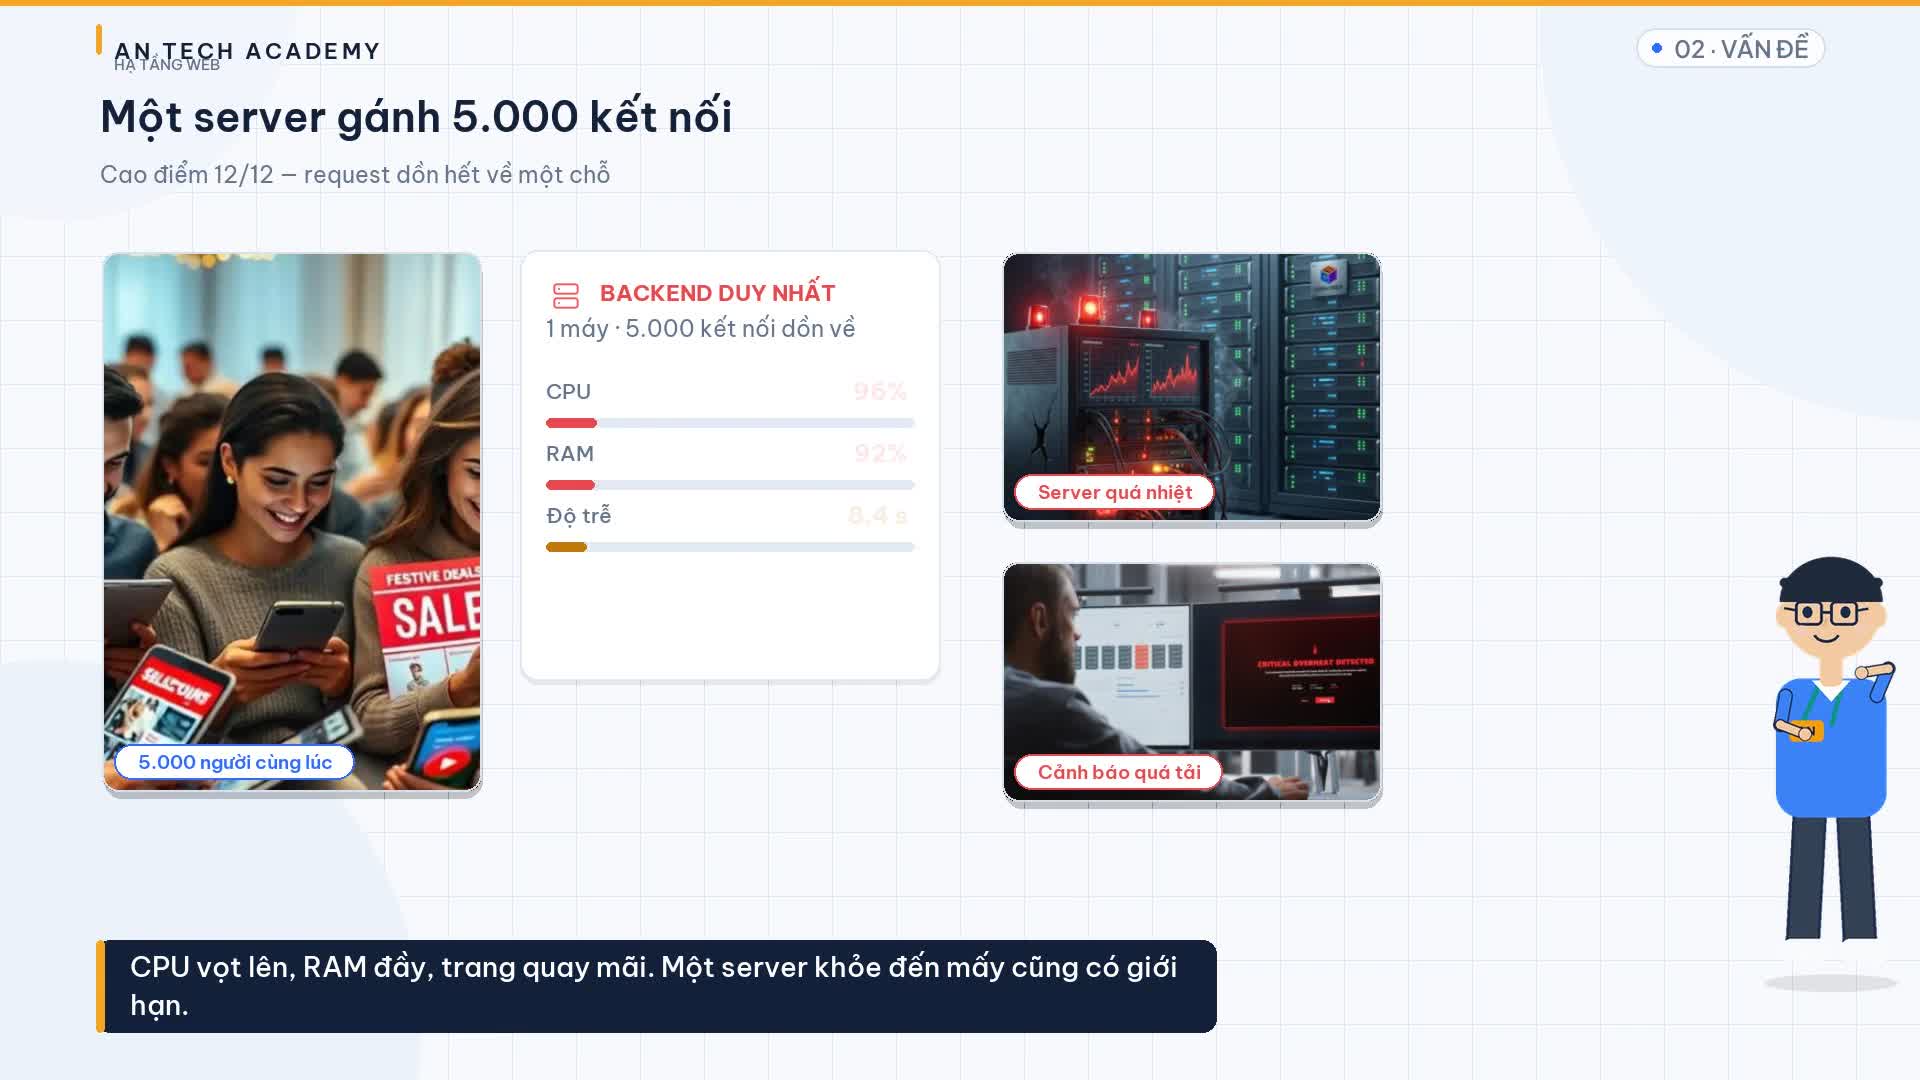 AN TECH ACADEMY
HẠ TẦNG WEB
02 · VẤN ĐỀ
Một server gánh 5.000 kết nối
Cao điểm 12/12 — request dồn hết về một chỗ
FESTIVE DEALS
SALE
5.000 người cùng lúc
BACKEND DUY NHẤT
1 máy · 5.000 kết nối dồn về
CPU 96%
RAM 92%
Độ trễ 8.4 s
Server quá nhiệt
CRITICAL OVERHEAT DETECTED
Cảnh báo quá tải
CPU vọt lên, RAM đầy, trang quay mãi. Một server khỏe đến mấy cũng có giới
hạn.